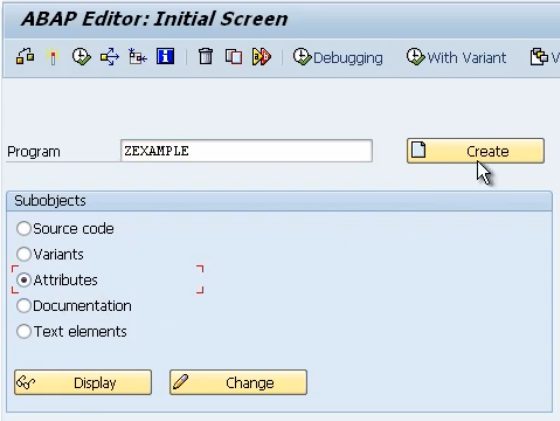 ABAP Editor: Initial Screen
Debugging With Variant V
Program ZEXAMPLE Create
Subobjects
Source code
Variants
Attributes
Documentation
Text elements
Display Change